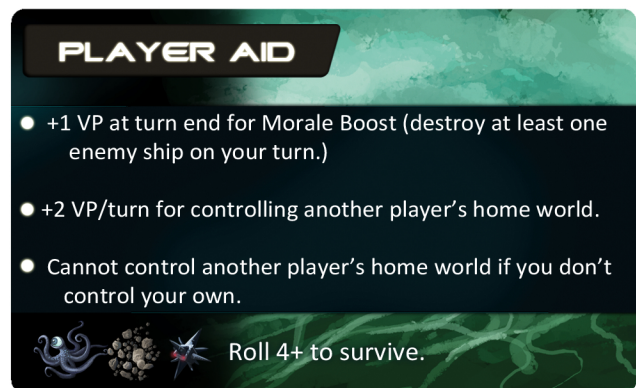 PLAYER AID
+1 VP at turn end for Morale Boost (destroy at least one
enemy ship on your turn.)
+2 VP/turn for controlling another player's home world.
Cannot control another player's home world if you don't
control your own.
Roll 4+ to survive.